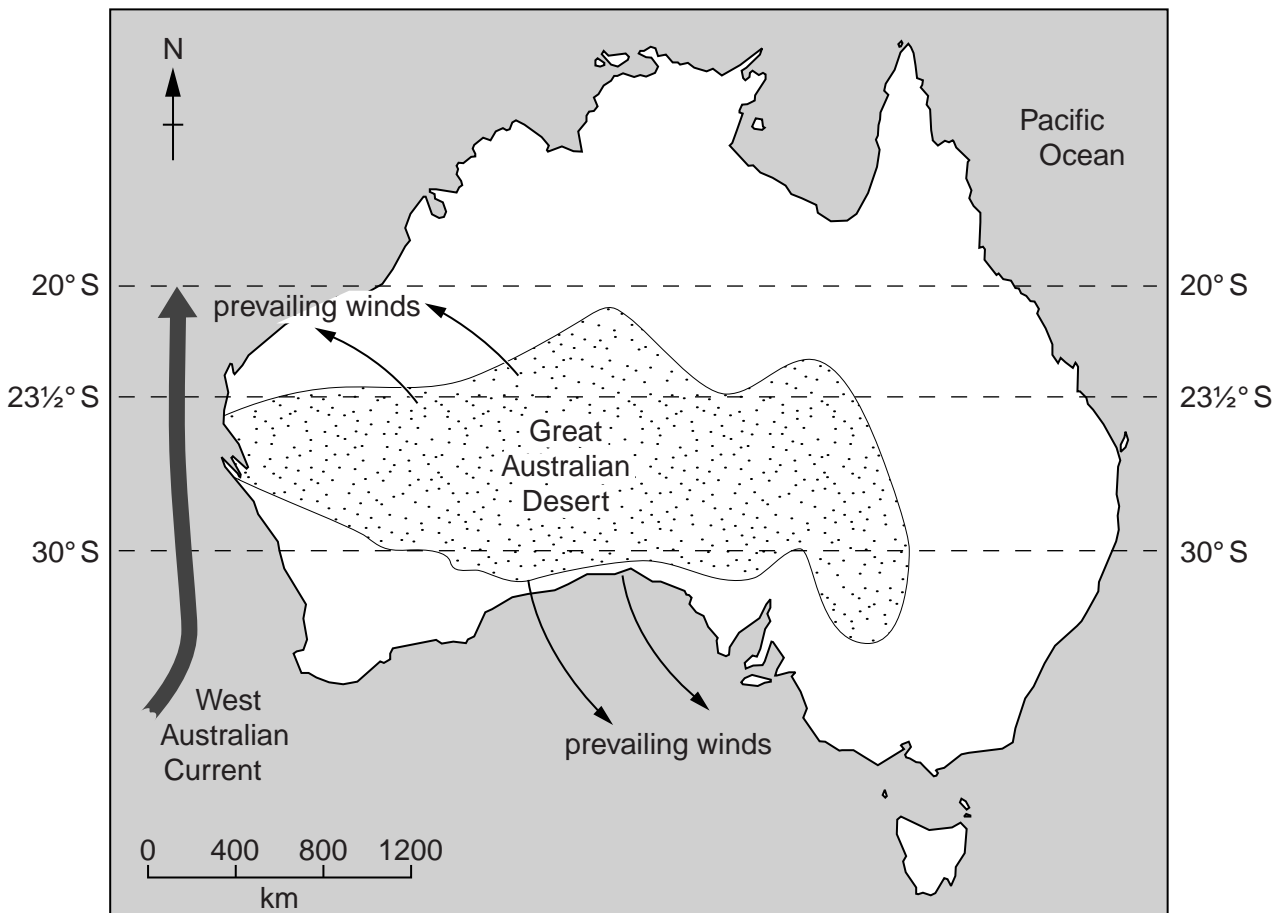 N
Pacific
Ocean
20° S
20° S
prevailing winds
23½° S
23½° S
Great
Australian
Desert
30° S
30° S
West
Australian
Current
prevailing winds
0 400 800 1200
km